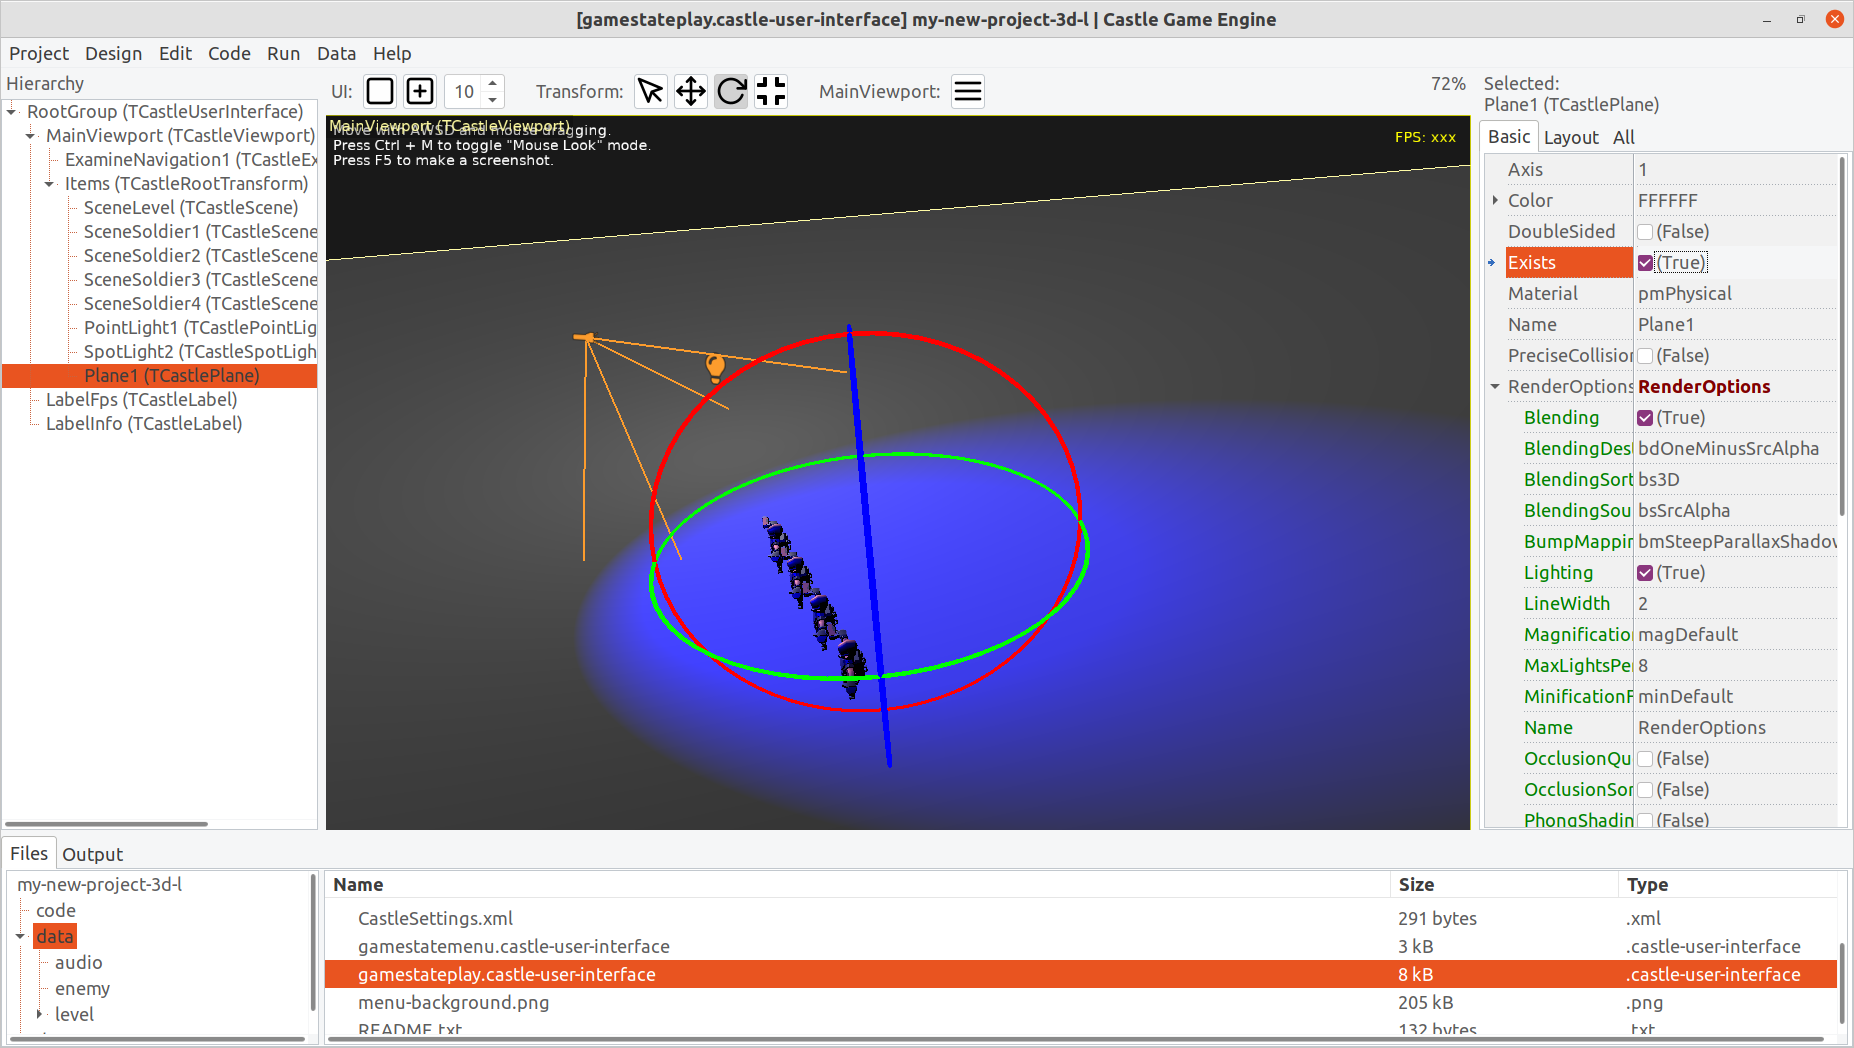 [gamestateplay.castle-user-interface] my-new-project-3d-l | Castle Game Engine
Project Design Edit Code Run Data Help
Hierarchy
RootGroup (TCastleUserInterface)
MainViewport (TCastleViewport)
ExamineNavigation1 (TCastleEx
Items (TCastleRootTransform)
SceneLevel (TCastleScene)
SceneSoldier1 (TCastleScene
SceneSoldier2 (TCastleScene
SceneSoldier3 (TCastleScene
SceneSoldier4 (TCastleScene
PointLight1 (TCastlePointLig
SpotLight2 (TCastleSpotLigh
Plane1 (TCastlePlane)
LabelFps (TCastleLabel)
LabelInfo (TCastleLabel)
UI: 10 Transform: MainViewport: 72%
MainViewport (TCastleViewport)
Move with AWSD and mouse dragging.
Press Ctrl + M to toggle "Mouse Look" mode.
Press F5 to make a screenshot.
FPS: xxx
Selected:
Plane1 (TCastlePlane)
Basic Layout All
Axis 1
Color FFFFFF
DoubleSided (False)
Exists (True)
Material pmPhysical
Name Plane1
PreciseCollision (False)
RenderOptions RenderOptions
Blending (True)
BlendingDest bdOneMinusSrcAlpha
BlendingSort bs3D
BlendingSou bsSrcAlpha
BumpMappin bmSteepParallaxShadow
Lighting (True)
LineWidth 2
Magnification magDefault
MaxLightsPer 8
MinificationF minDefault
Name RenderOptions
OcclusionQu (False)
OcclusionSor (False)
PhongShadin (False)
Files Output
my-new-project-3d-l
code
data
audio
enemy
level
Name Size Type
CastleSettings.xml 291 bytes .xml
gamestatemenu.castle-user-interface 3 kB .castle-user-interface
gamestateplay.castle-user-interface 8 kB .castle-user-interface
menu-background.png 205 kB .png
README.txt 132 bytes .txt